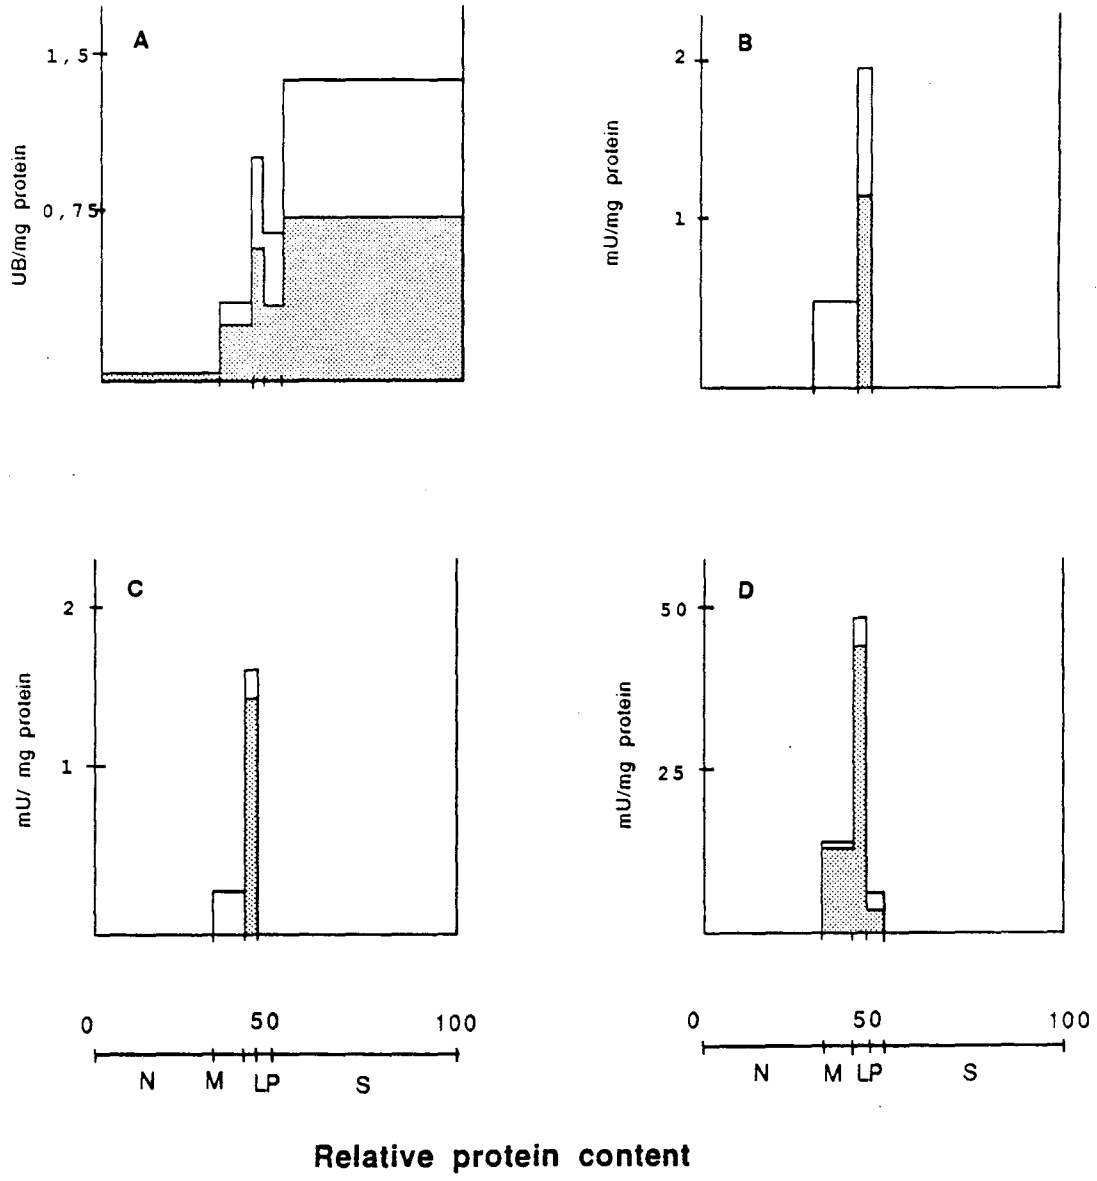 A
1,5
0,75
UB/mg protein
B
2
1
mU/mg protein
C
2
1
mU/ mg protein
D
50
25
mU/mg protein
0 50 100
N M LP S
0 50 100
N M LP S
Relative protein content